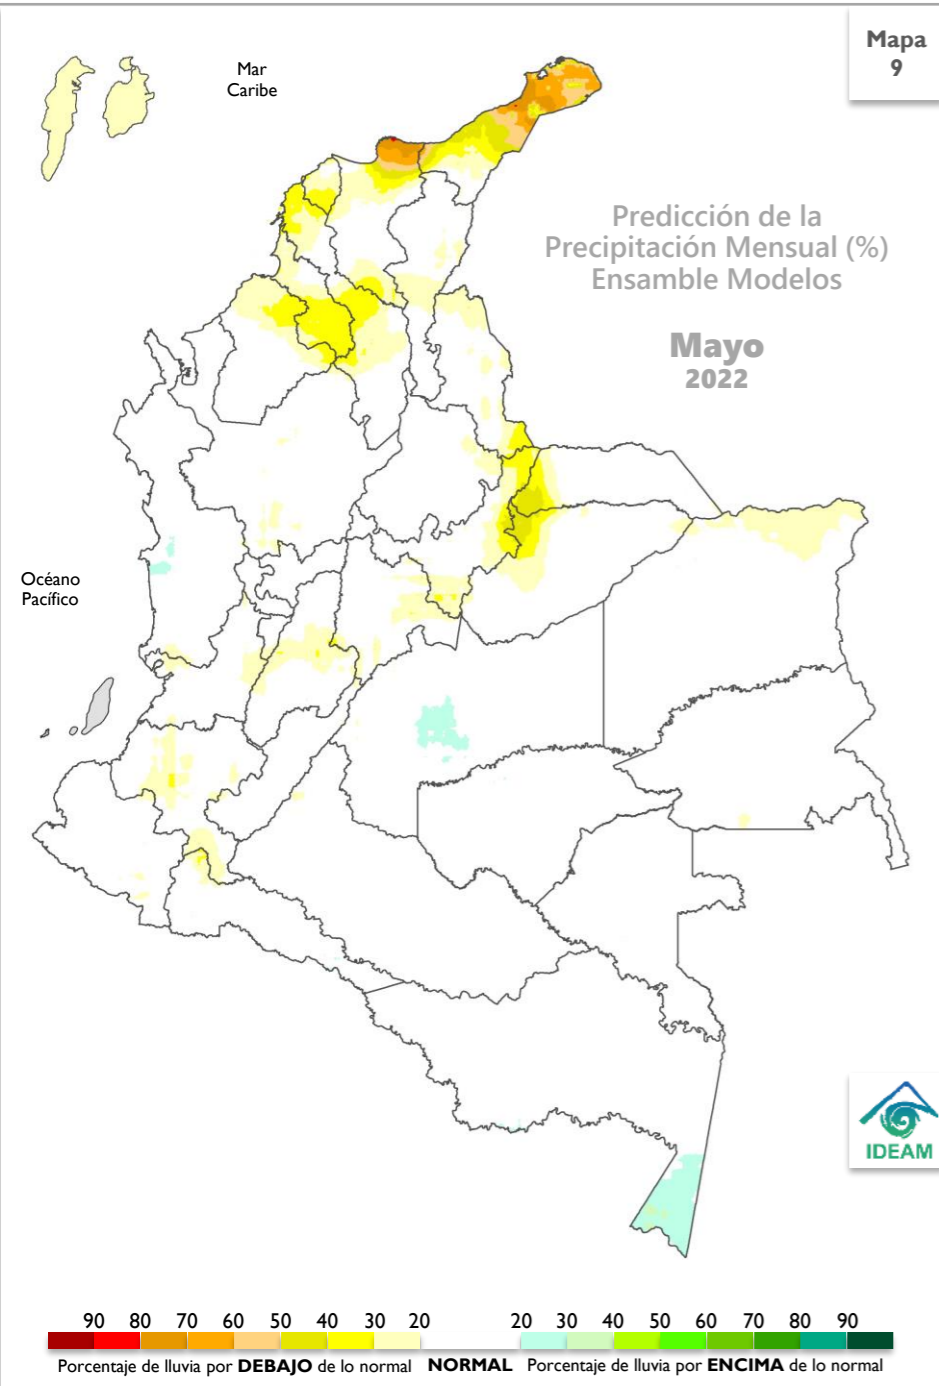 Mapa
9
Mar
Caribe
Predicción de la
Precipitación Mensual (%)
Ensamble Modelos
Mayo
2022
Océano
Pacífico
IDEAM
90 80 70 60 50 40 30 20 20 30 40 50 60 70 80 90
Porcentaje de lluvia por DEBAJO de lo normal NORMAL Porcentaje de lluvia por ENCIMA de lo normal